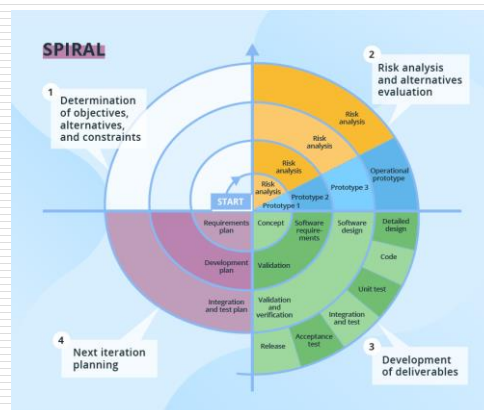 SPIRAL
1
Determination
of objectives,
alternatives,
and constraints
2
Risk analysis
and alternatives
evaluation
Risk
analysis
Risk
analysis
Risk
analysis
Risk
analysis
Operational
prototype
Prototype 3
Prototype 2
Prototype 1
START
Requirements
plan
Concept
Software
require-
ments
Software
design
Detailed
design
Development
plan
Validation
Code
Unit test
Integration
and test plan
Validation
and
verification
Integration
and test
Acceptance
test
Release
4
Next iteration
planning
3
Development
of deliverables